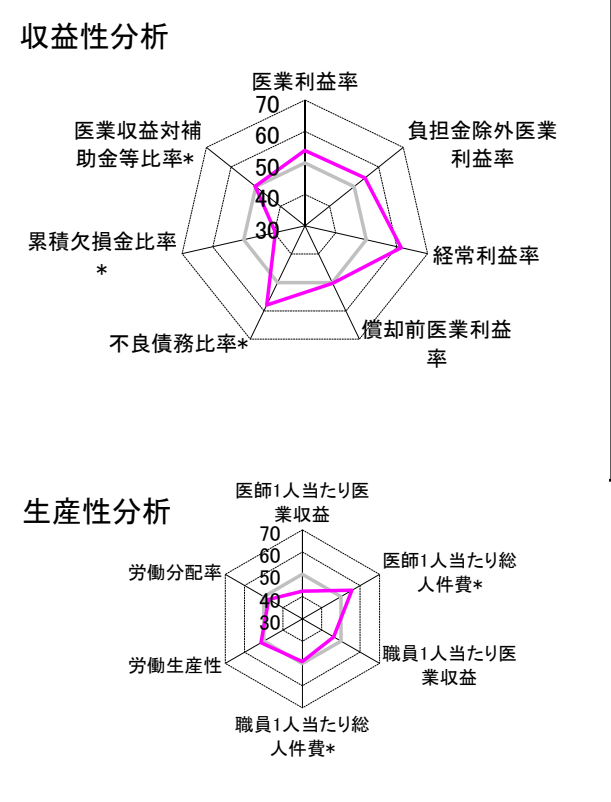 収益性分析
医業利益率
70
60
50
40
30
負担金除外医業
利益率
経常利益率
償却前医業利益
率
不良債務比率*
累積欠損金比率
*
医業収益対補
助金等比率*
生産性分析
医師1人当たり医
業収益
70
60
50
40
30
医師1人当たり総
人件費*
職員1人当たり医
業収益
職員1人当たり総
人件費*
労働生産性
労働分配率